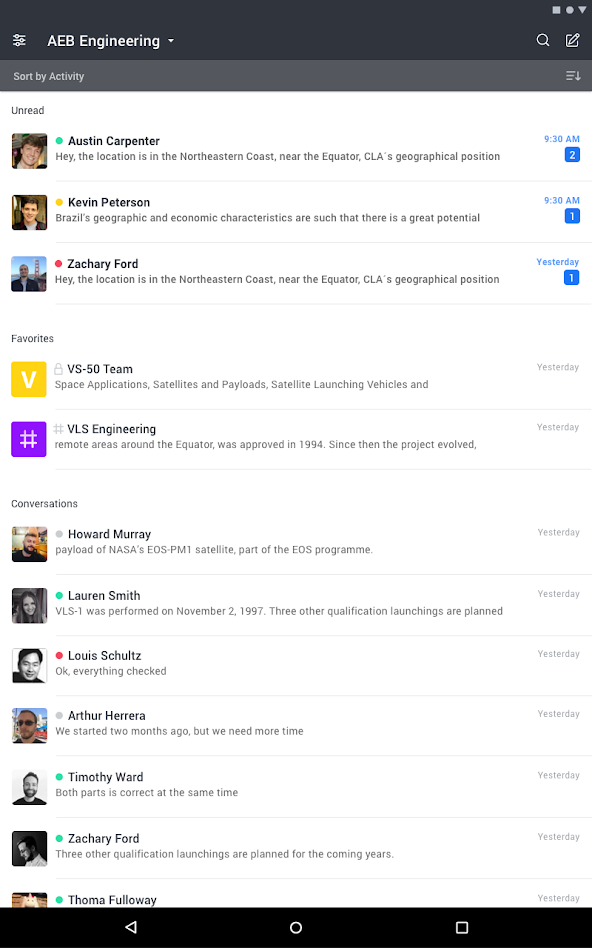 AEB Engineering
Sort by Activity
Unread
Austin Carpenter
9:30 AM
Hey, the location is in the Northeastern Coast, near the Equator, CLA´s geographical position
2
Kevin Peterson
9:30 AM
Brazil's geographic and economic characteristics are such that there is a great potential
1
Zachary Ford
Yesterday
Hey, the location is in the Northeastern Coast, near the Equator, CLA´s geographical position
1
Favorites
V
VS-50 Team
Yesterday
Space Applications, Satellites and Payloads, Satellite Launching Vehicles and
#
# VLS Engineering
Yesterday
remote areas around the Equator, was approved in 1994. Since then the project evolved,
Conversations
Howard Murray
Yesterday
payload of NASA's EOS-PM1 satellite, part of the EOS programme.
Lauren Smith
Yesterday
VLS-1 was performed on November 2, 1997. Three other qualification launchings are planned
Louis Schultz
Yesterday
Ok, everything checked
Arthur Herrera
Yesterday
We started two months ago, but we need more time
Timothy Ward
Yesterday
Both parts is correct at the same time
Zachary Ford
Yesterday
Three other qualification launchings are planned for the coming years.
Thoma Fulloway
Yesterday